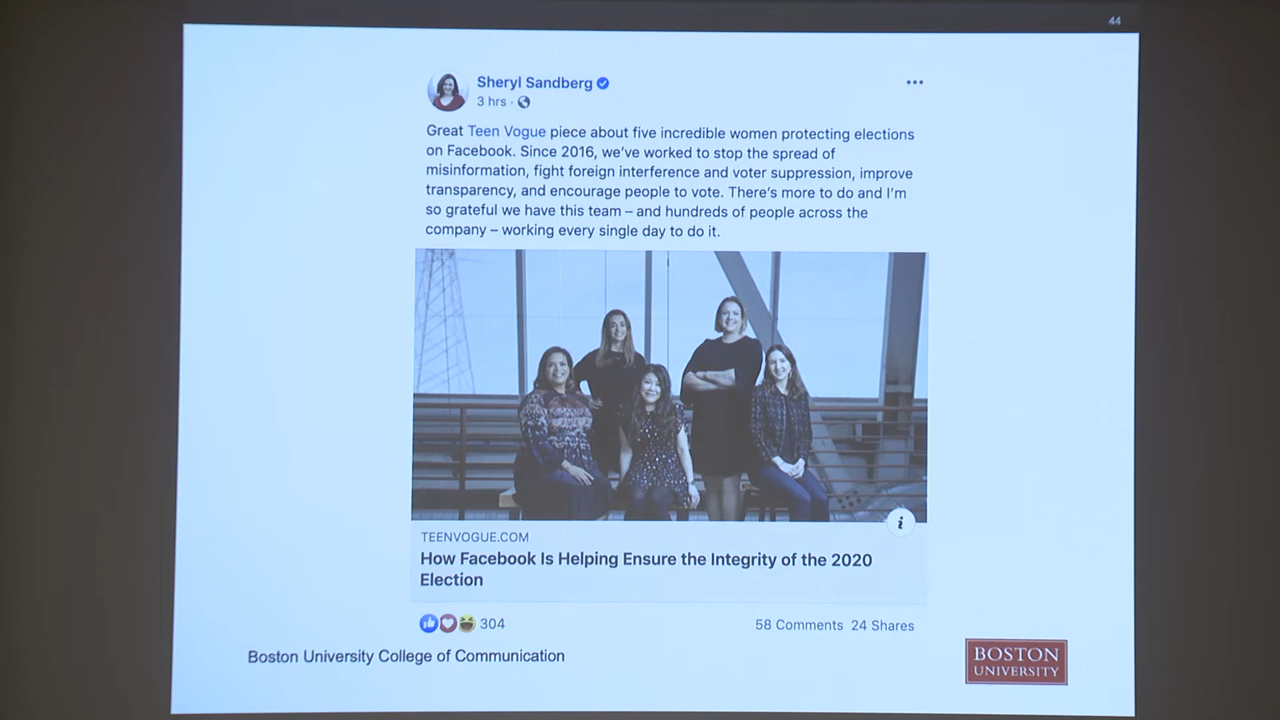 44
Sheryl Sandberg
3 hrs ·
Great Teen Vogue piece about five incredible women protecting elections
on Facebook. Since 2016, we’ve worked to stop the spread of
misinformation, fight foreign interference and voter suppression, improve
transparency, and encourage people to vote. There’s more to do and I’m
so grateful we have this team – and hundreds of people across the
company – working every single day to do it.
i
TEENVOGUE.COM
How Facebook Is Helping Ensure the Integrity of the 2020
Election
304
58 Comments 24 Shares
Boston University College of Communication
BOSTON
UNIVERSITY